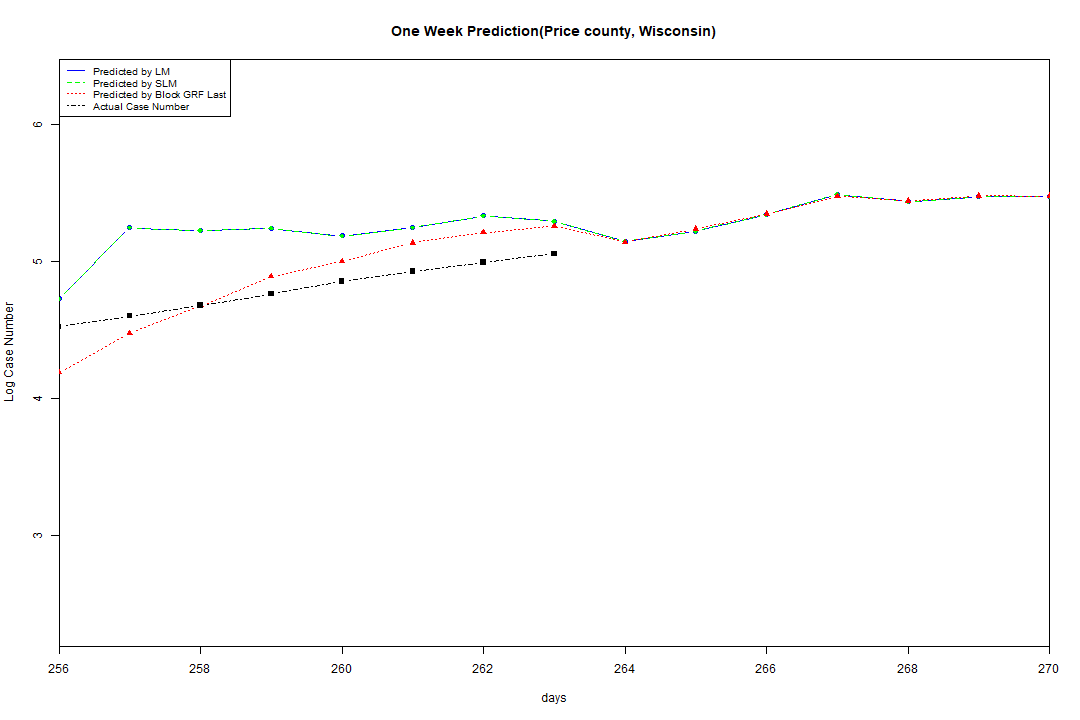 One Week Prediction(Price county, Wisconsin)
Predicted by LM
Predicted by SLM
Predicted by Block GRF Last
Actual Case Number
6
5
4
3
Log Case Number
256 258 260 262 264 266 268 270
days